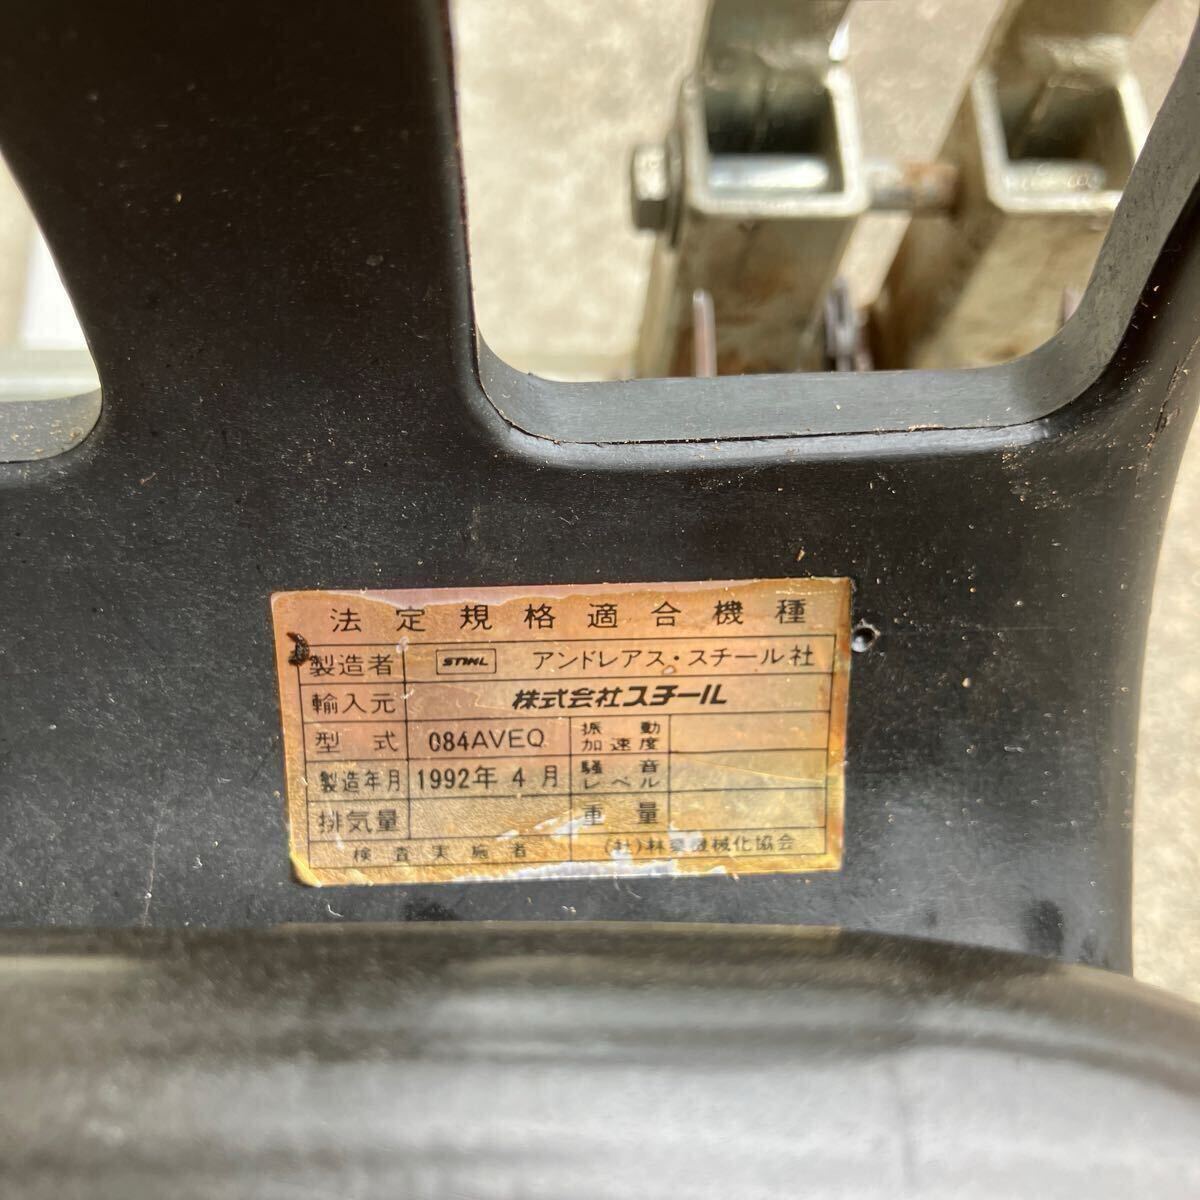 法定規格適合機種
製造者 STIHL アンドレアス・スチール社
輸入元 株式会社スチール
型式 084AVEQ 振動加速度
製造年月 1992年 4月 騒音レベル
排気量 重量
検査実施者 (社)林業機械化協会